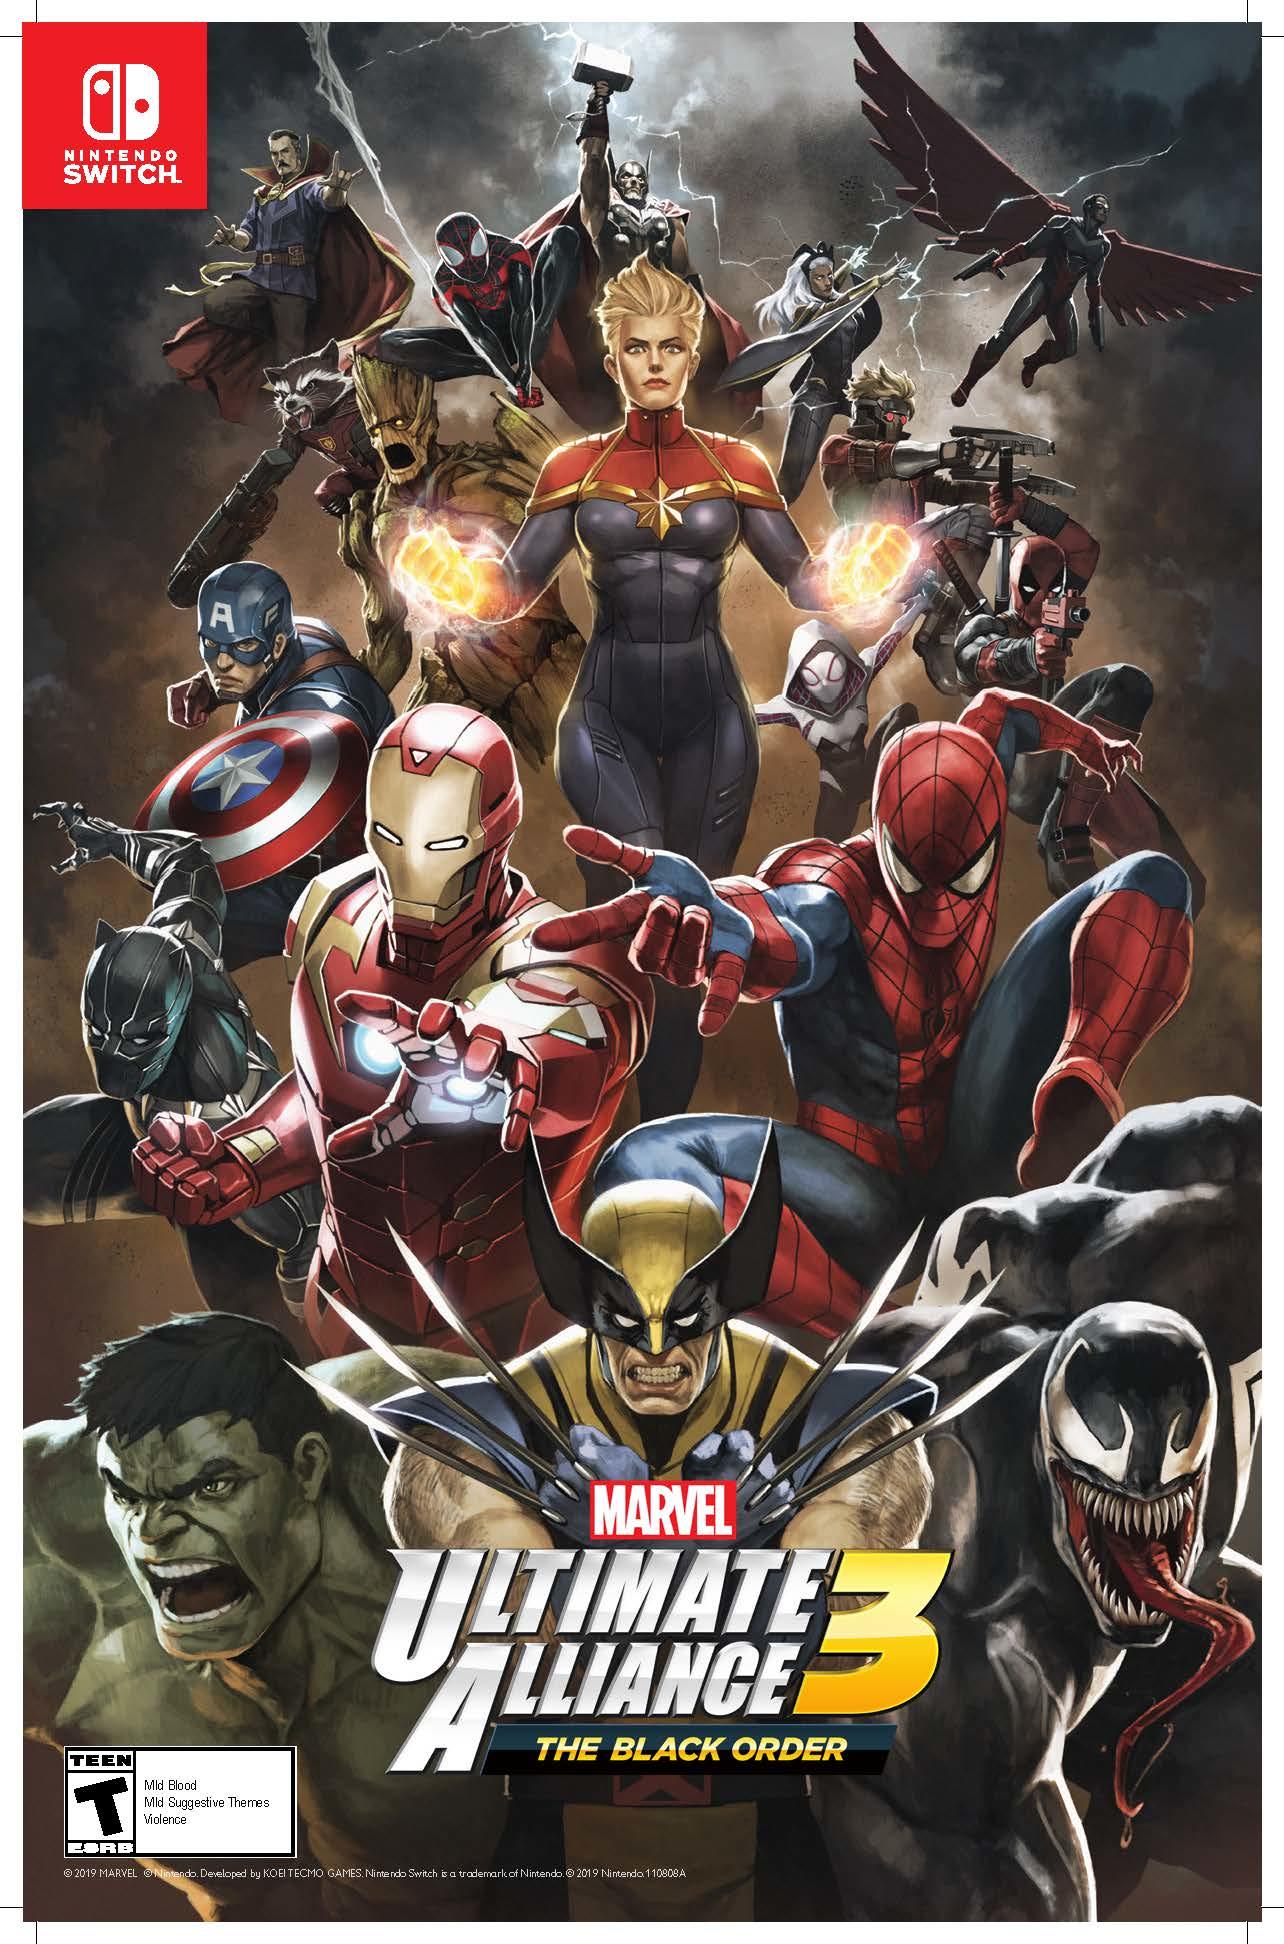 NINTENDO
SWITCH™
A
MARVEL
ULTIMATE
ALLIANCE 3
THE BLACK ORDER
TEEN
T
ESRB
Mild Blood
Mild Suggestive Themes
Violence
© 2019 MARVEL © Nintendo. Developed by KOEI TECMO GAMES. Nintendo Switch is a trademark of Nintendo. © 2019 Nintendo. 110808A